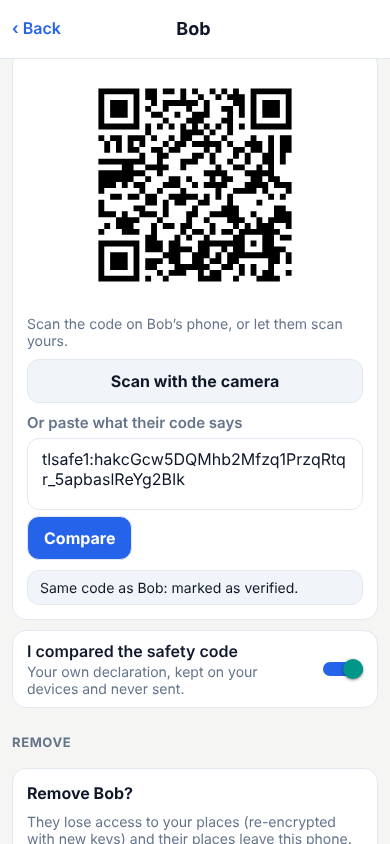 ‹ Back
Bob
Scan the code on Bob’s phone, or let them scan
yours.
Scan with the camera
Or paste what their code says
tlsafe1:hakcGcw5DQMhb2Mfzq1PrzqRtq
r_5apbasIReYg2BIk
Compare
Same code as Bob: marked as verified.
I compared the safety code
Your own declaration, kept on your
devices and never sent.
REMOVE
Remove Bob?
They lose access to your places (re-encrypted
with new keys) and their places leave this phone.